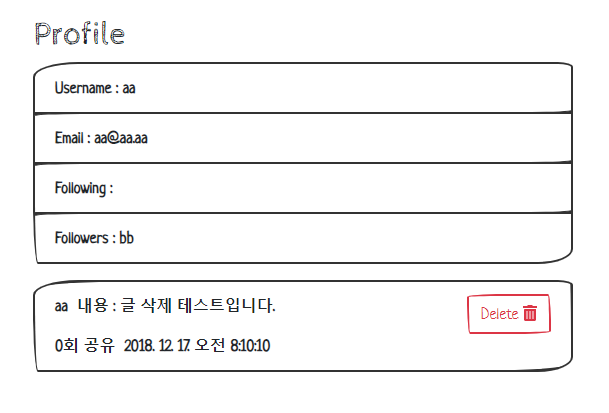 Profile
Username : aa
Email : aa@aa.aa
Following :
Followers : bb
aa 내용 : 글 삭제 테스트입니다.
Delete
0회 공유 2018. 12. 17. 오전 8:10:10